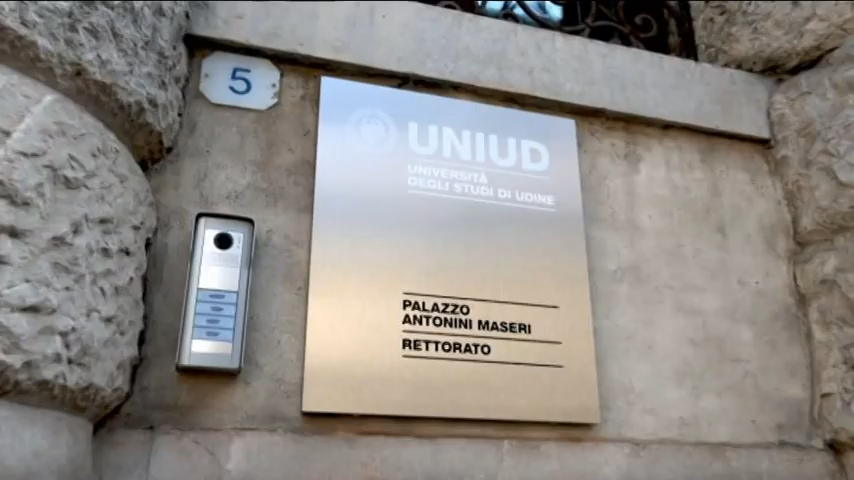 5
UNIUD
UNIVERSITÀ
DEGLI STUDI DI UDINE
PALAZZO
ANTONINI MASERI
RETTORATO